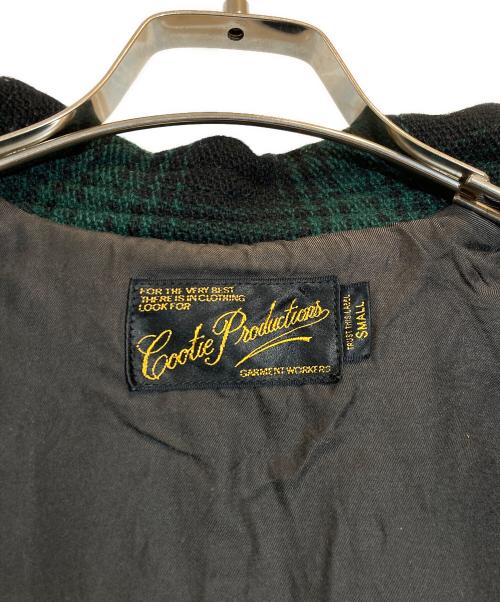 FOR THE VERY BEST
THERE IS IN CLOTHING
LOOK FOR
Cootie Productions
GARMENT WORKERS
TRUST THIS LABEL
SMALL